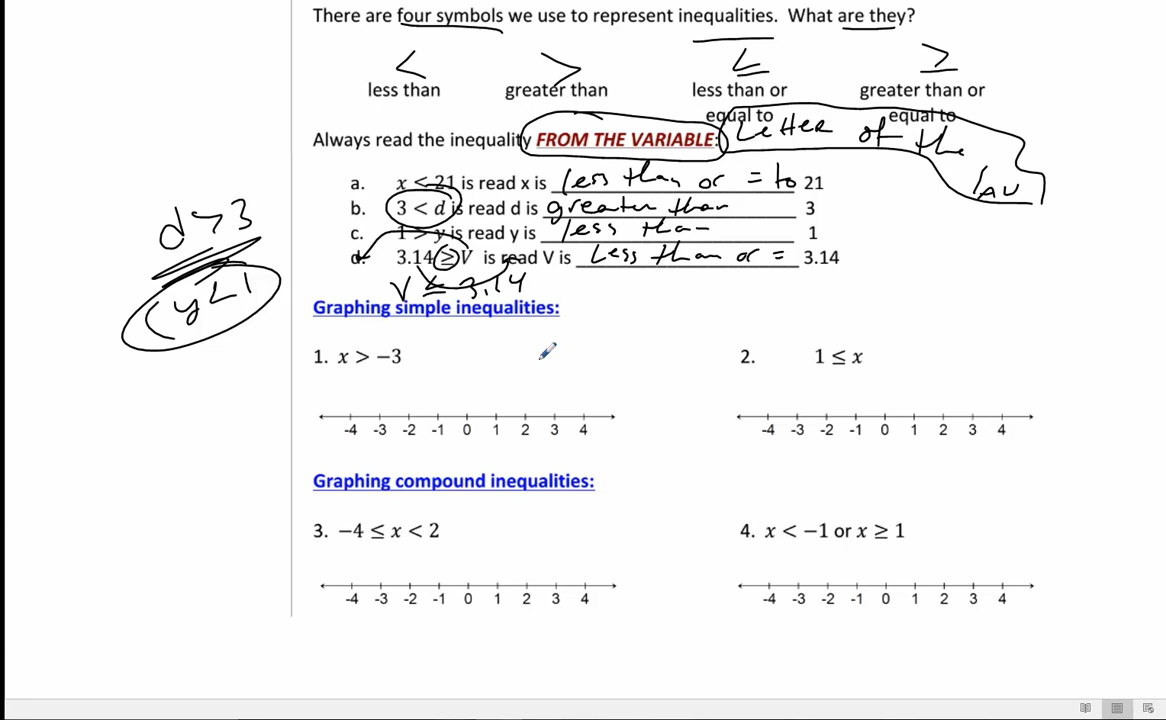 There are four symbols we use to represent inequalities. What are they?
< > ≤ ≥
less than greater than less than or equal to greater than or equal to
Always read the inequality FROM THE VARIABLE: Letter of the law
a. x < 21 is read x is less than or = to 21
b. 3 < d is read d is greater than 3
c. 1 > y is read y is less than 1
d. 3.14 ≥ V is read V is Less than or = 3.14
d > 3
y < 1
V ≤ 3.14
Graphing simple inequalities:
1. x > −3 2. 1 ≤ x
-4 -3 -2 -1 0 1 2 3 4 -4 -3 -2 -1 0 1 2 3 4
Graphing compound inequalities:
3. −4 ≤ x < 2 4. x < −1 or x ≥ 1
-4 -3 -2 -1 0 1 2 3 4 -4 -3 -2 -1 0 1 2 3 4